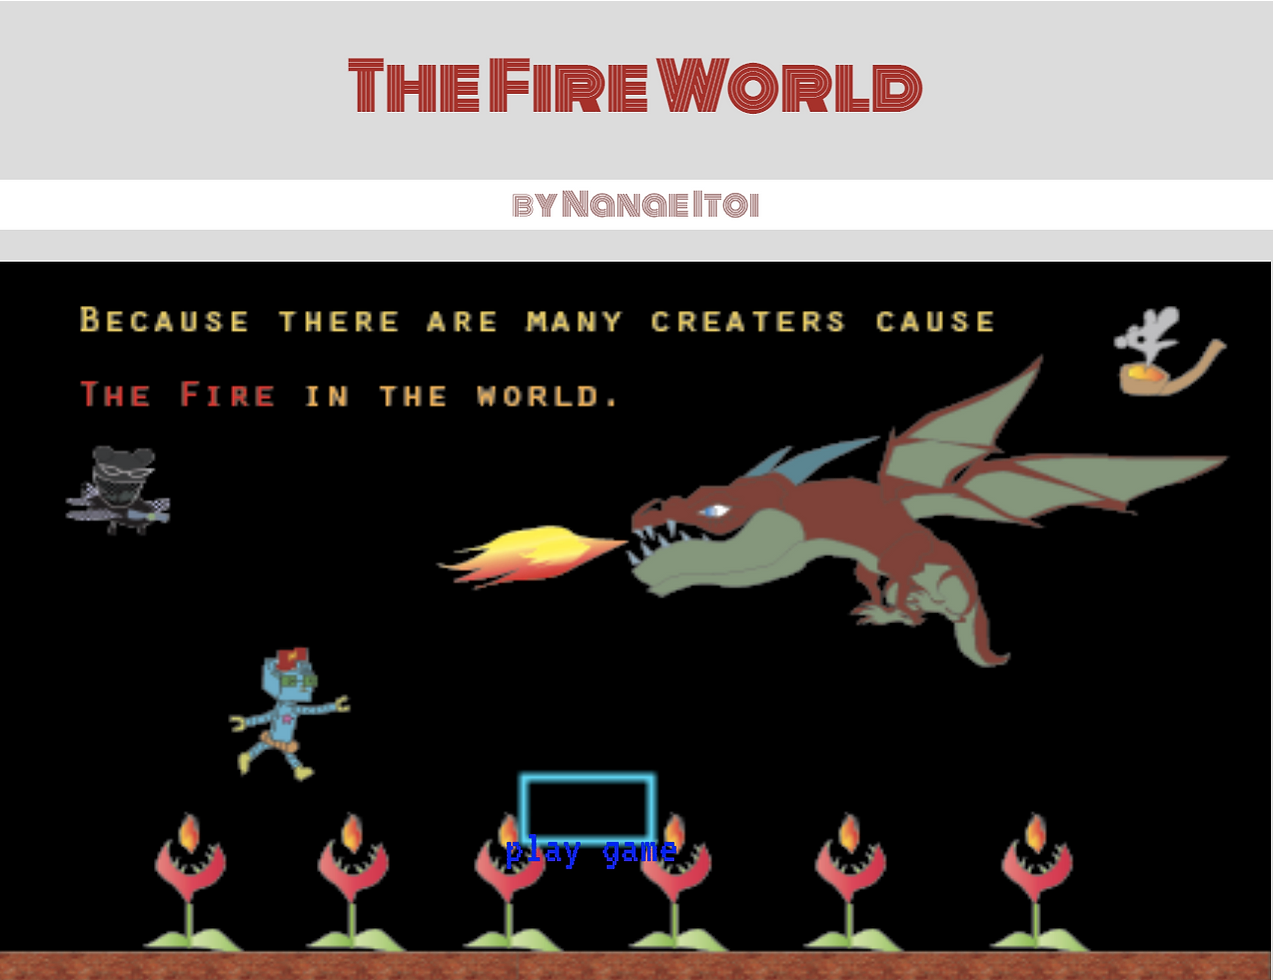 The Fire World
by Nanae Itoi
Because there are many creaters cause
The Fire in the world.
play game